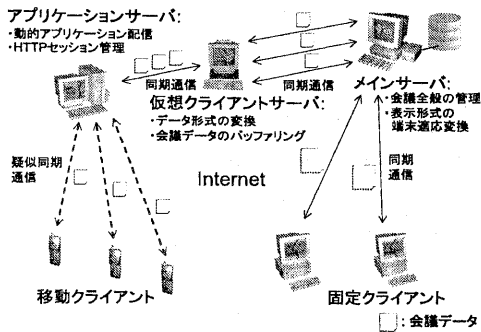 アプリケーションサーバ:
・動的アプリケーション配信
・HTTPセッション管理
同期通信
同期通信
仮想クライアントサーバ:
・データ形式の変換
・会議データのバッファリング
メインサーバ:
・会議全般の管理
・表示形式の
端末適応変換
疑似同期
通信
Internet
同期
通信
移動クライアント
固定クライアント
:会議データ